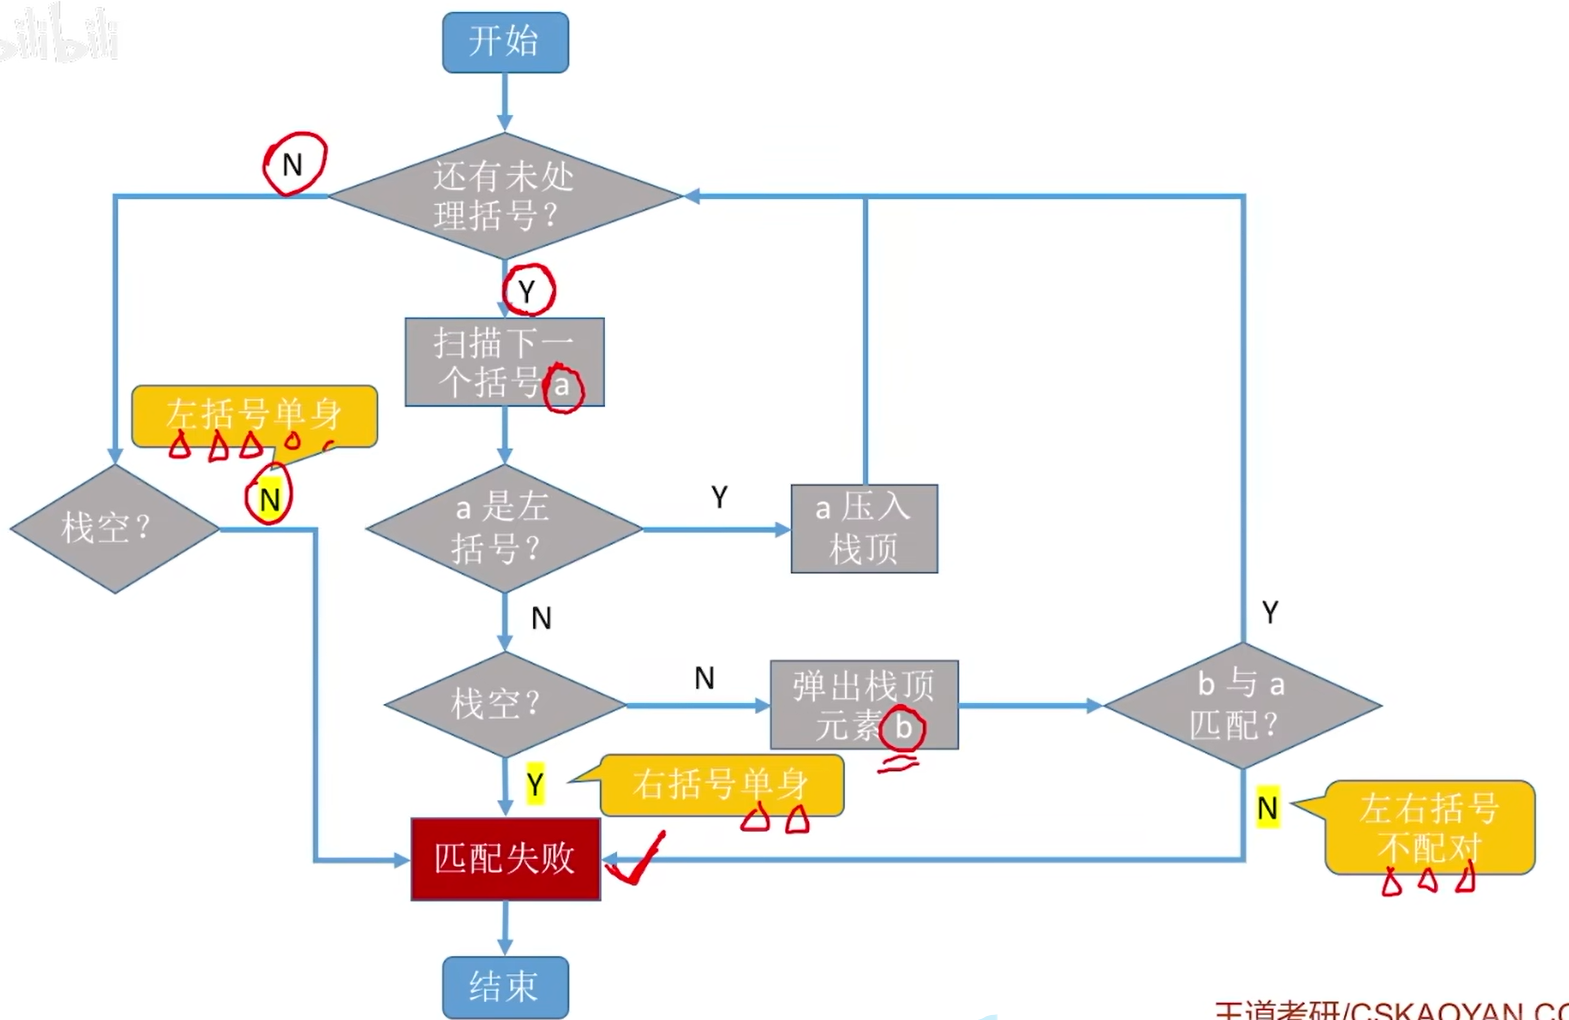 bilibili
开始
N
还有未处
理括号？
Y
扫描下一
个括号 a
左括号单身
N
栈空？
a 是左
括号？
Y
a 压入
栈顶
N
栈空？
N
弹出栈顶
元素 b
b 与 a
匹配？
Y
Y
右括号单身
N
左右括号
不配对
匹配失败
结束
王道考研/CSKAOYAN.CO